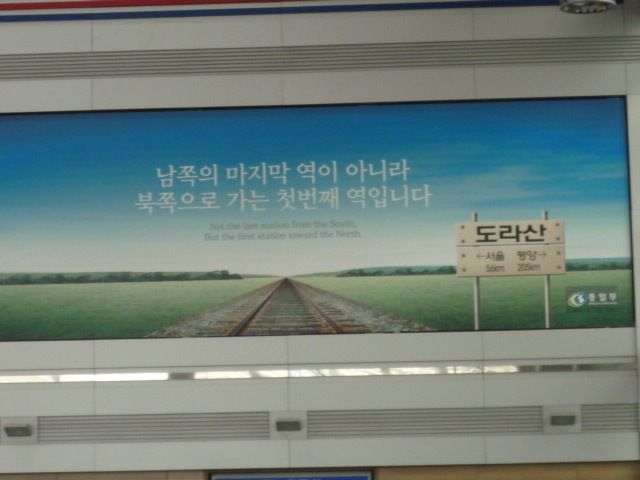 남쪽의 마지막 역이 아니라
북쪽으로 가는 첫번째 역입니다
Not the last station from the South,
But the first station toward the North.
도라산
←서울 평양→
56km 205km
통일부